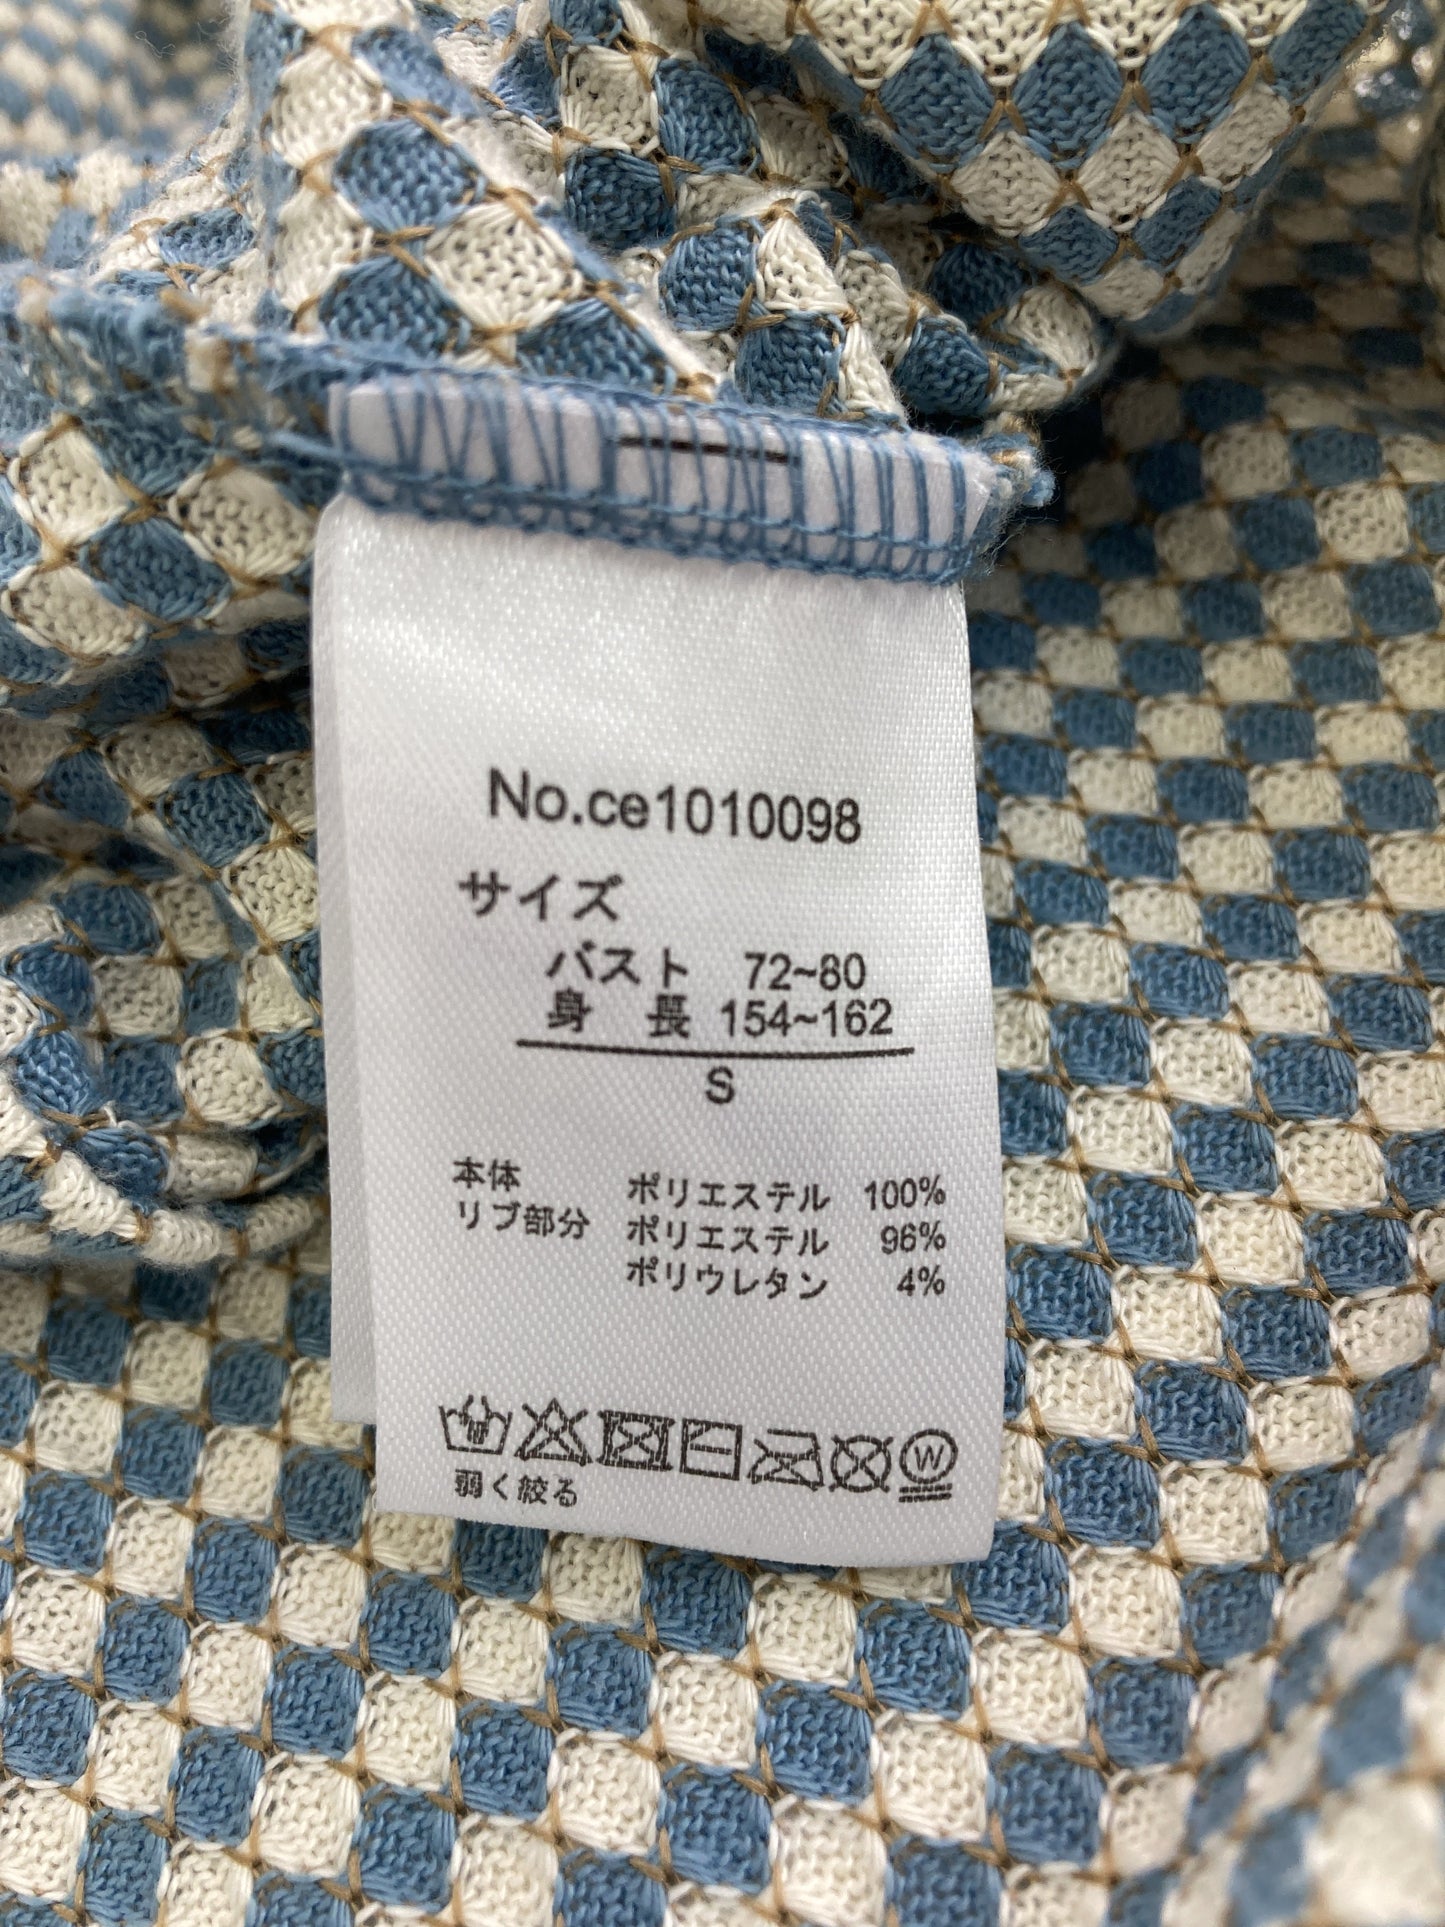 No.ce1010098
サイズ
バスト 72~80
身 長 154~162
S
本体 ポリエステル 100%
リブ部分 ポリエステル 96%
ポリウレタン 4%
W
弱く絞る